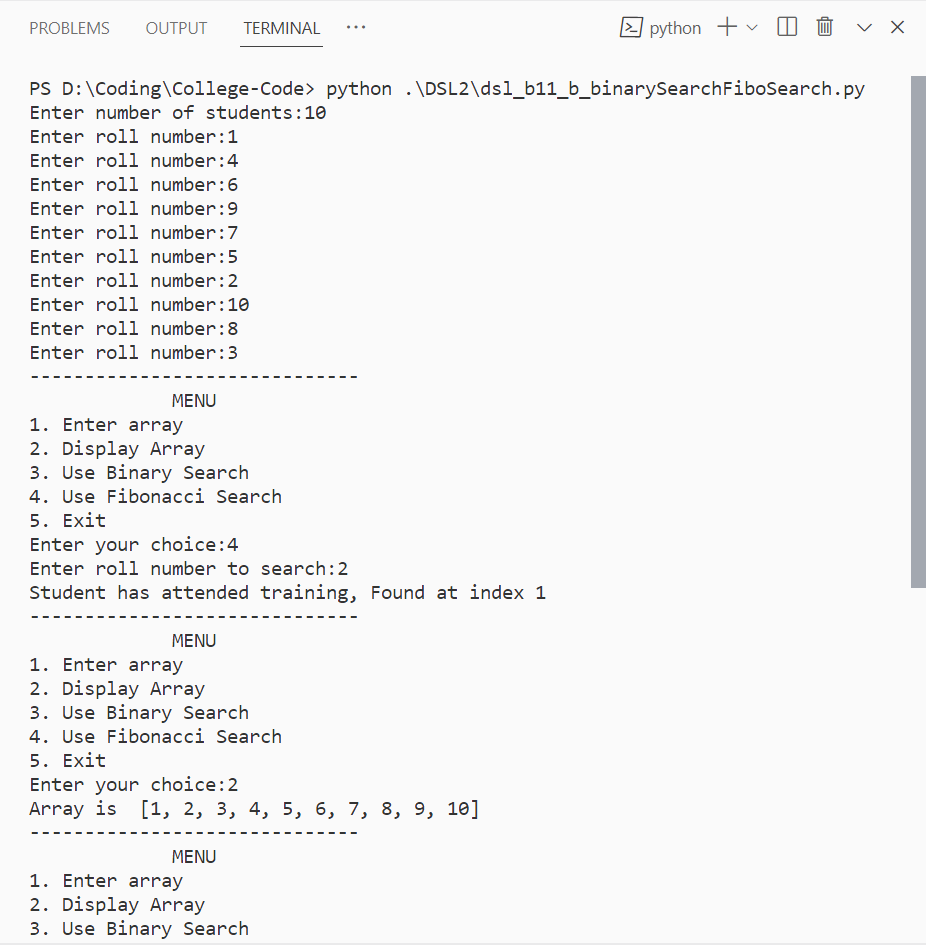 PROBLEMS OUTPUT TERMINAL ··· python
PS D:\Coding\College-Code> python .\DSL2\dsl_b11_b_binarySearchFiboSearch.py
Enter number of students:10
Enter roll number:1
Enter roll number:4
Enter roll number:6
Enter roll number:9
Enter roll number:7
Enter roll number:5
Enter roll number:2
Enter roll number:10
Enter roll number:8
Enter roll number:3
------------------------------
MENU
1. Enter array
2. Display Array
3. Use Binary Search
4. Use Fibonacci Search
5. Exit
Enter your choice:4
Enter roll number to search:2
Student has attended training, Found at index 1
------------------------------
MENU
1. Enter array
2. Display Array
3. Use Binary Search
4. Use Fibonacci Search
5. Exit
Enter your choice:2
Array is  [1, 2, 3, 4, 5, 6, 7, 8, 9, 10]
------------------------------
MENU
1. Enter array
2. Display Array
3. Use Binary Search